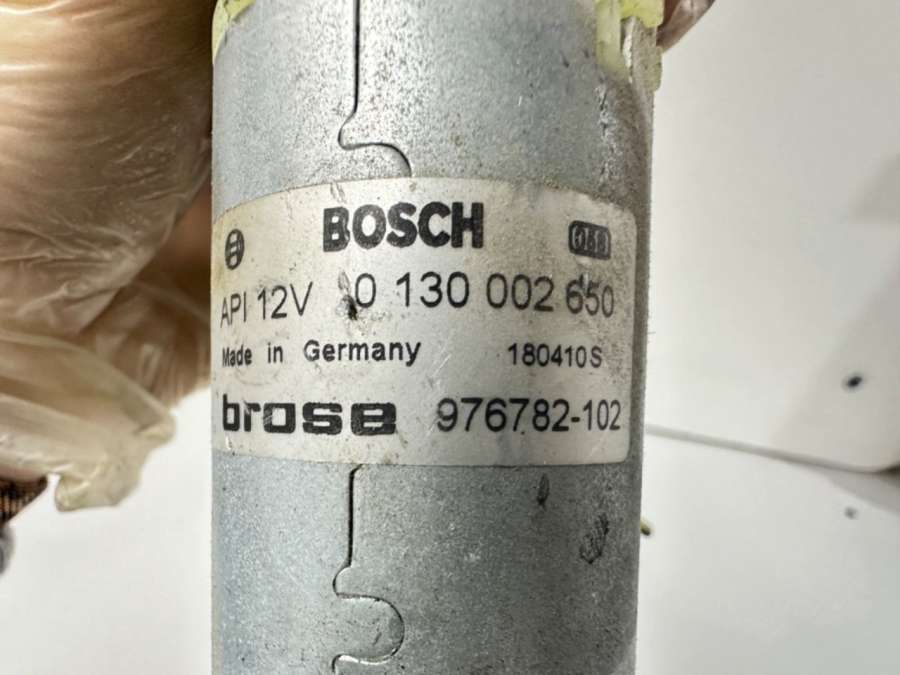 BOSCH
API 12V 0 130 002 650
Made in Germany 180410S
brose 976782-102